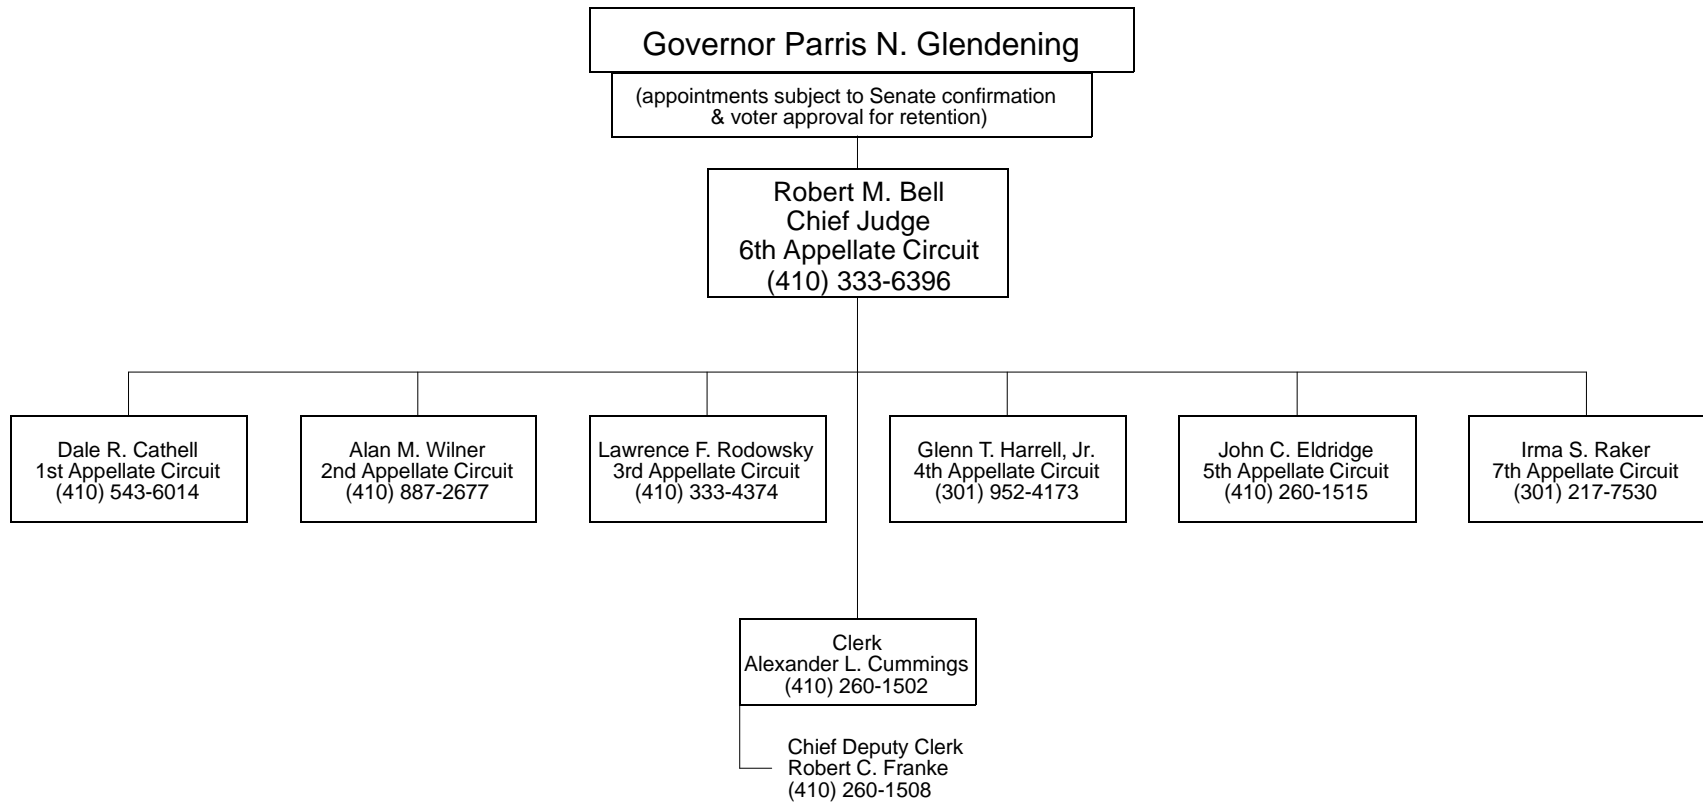 Governor Parris N. Glendening
(appointments subject to Senate confirmation
& voter approval for retention)
Robert M. Bell
Chief Judge
6th Appellate Circuit
(410) 333-6396
Dale R. Cathell
1st Appellate Circuit
(410) 543-6014
Alan M. Wilner
2nd Appellate Circuit
(410) 887-2677
Lawrence F. Rodowsky
3rd Appellate Circuit
(410) 333-4374
Glenn T. Harrell, Jr.
4th Appellate Circuit
(301) 952-4173
John C. Eldridge
5th Appellate Circuit
(410) 260-1515
Irma S. Raker
7th Appellate Circuit
(301) 217-7530
Clerk
Alexander L. Cummings
(410) 260-1502
Chief Deputy Clerk
Robert C. Franke
(410) 260-1508